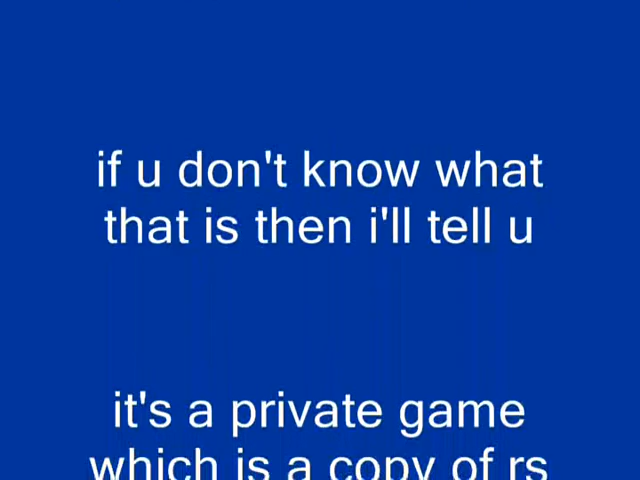 if u don't know what
that is then i'll tell u
it's a private game
which is a copy of rs